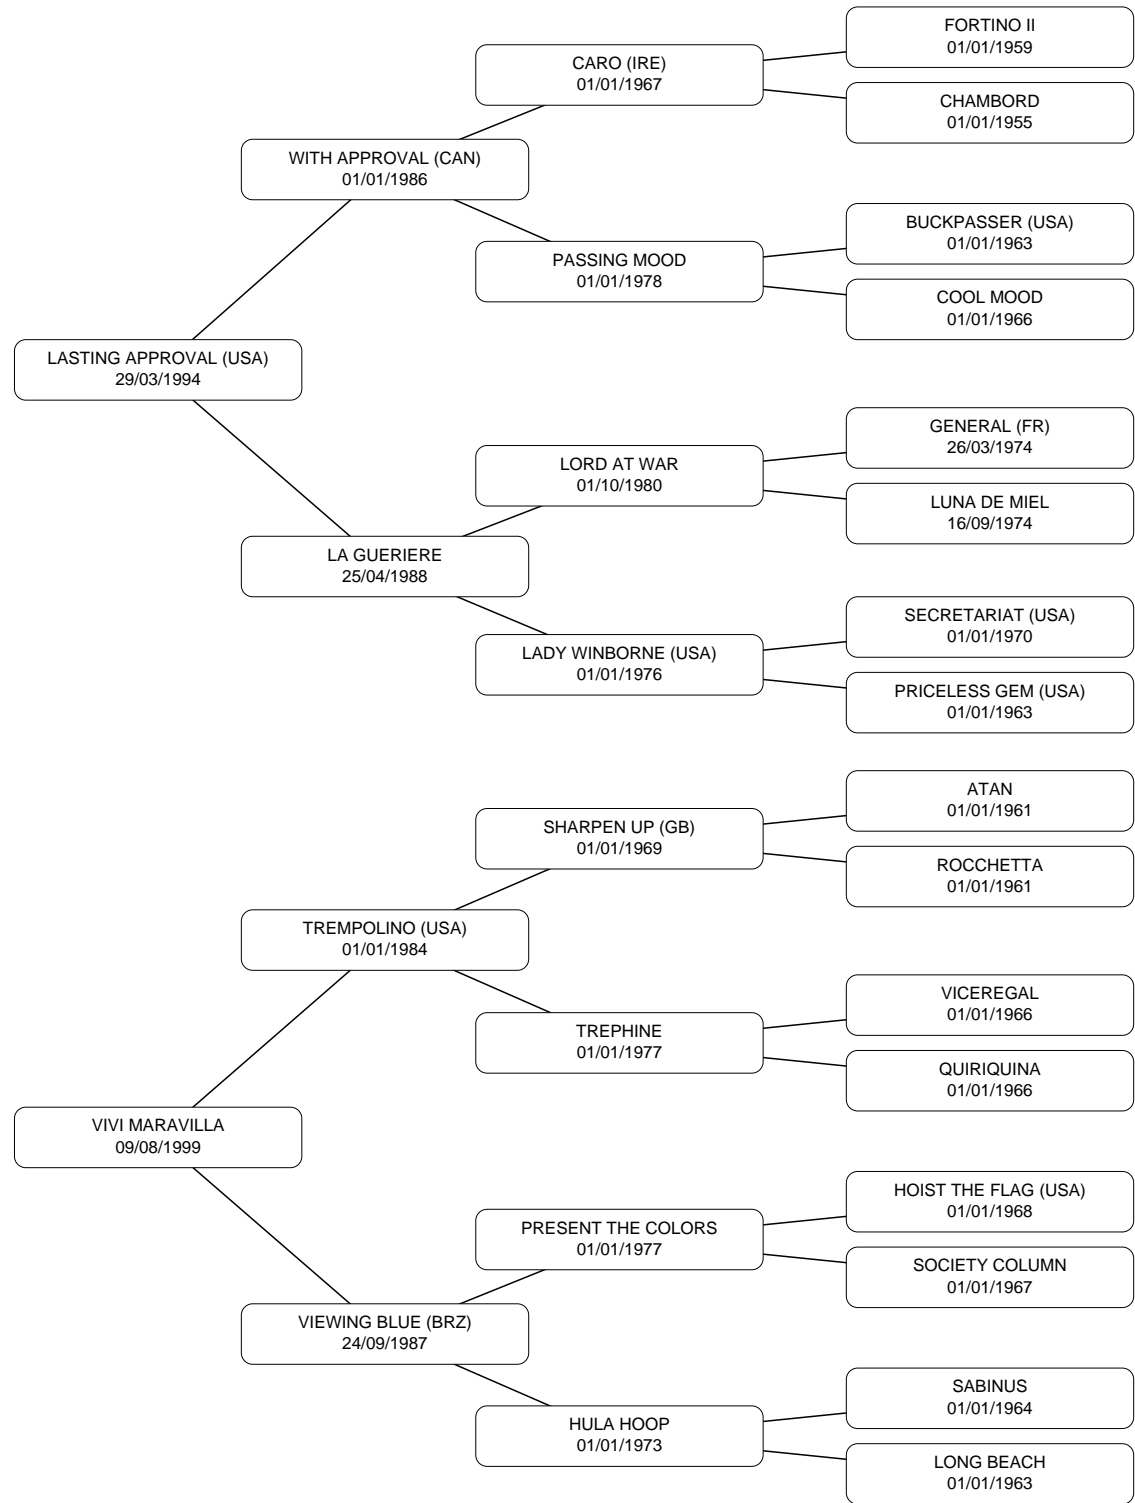 FORTINO II
01/01/1959
CARO (IRE)
01/01/1967
CHAMBORD
01/01/1955
WITH APPROVAL (CAN)
01/01/1986
BUCKPASSER (USA)
01/01/1963
PASSING MOOD
01/01/1978
COOL MOOD
01/01/1966
LASTING APPROVAL (USA)
29/03/1994
GENERAL (FR)
26/03/1974
LORD AT WAR
01/10/1980
LUNA DE MIEL
16/09/1974
LA GUERIERE
25/04/1988
SECRETARIAT (USA)
01/01/1970
LADY WINBORNE (USA)
01/01/1976
PRICELESS GEM (USA)
01/01/1963
ATAN
01/01/1961
SHARPEN UP (GB)
01/01/1969
ROCCHETTA
01/01/1961
TREMPOLINO (USA)
01/01/1984
VICEREGAL
01/01/1966
TREPHINE
01/01/1977
QUIRIQUINA
01/01/1966
VIVI MARAVILLA
09/08/1999
HOIST THE FLAG (USA)
01/01/1968
PRESENT THE COLORS
01/01/1977
SOCIETY COLUMN
01/01/1967
VIEWING BLUE (BRZ)
24/09/1987
SABINUS
01/01/1964
HULA HOOP
01/01/1973
LONG BEACH
01/01/1963